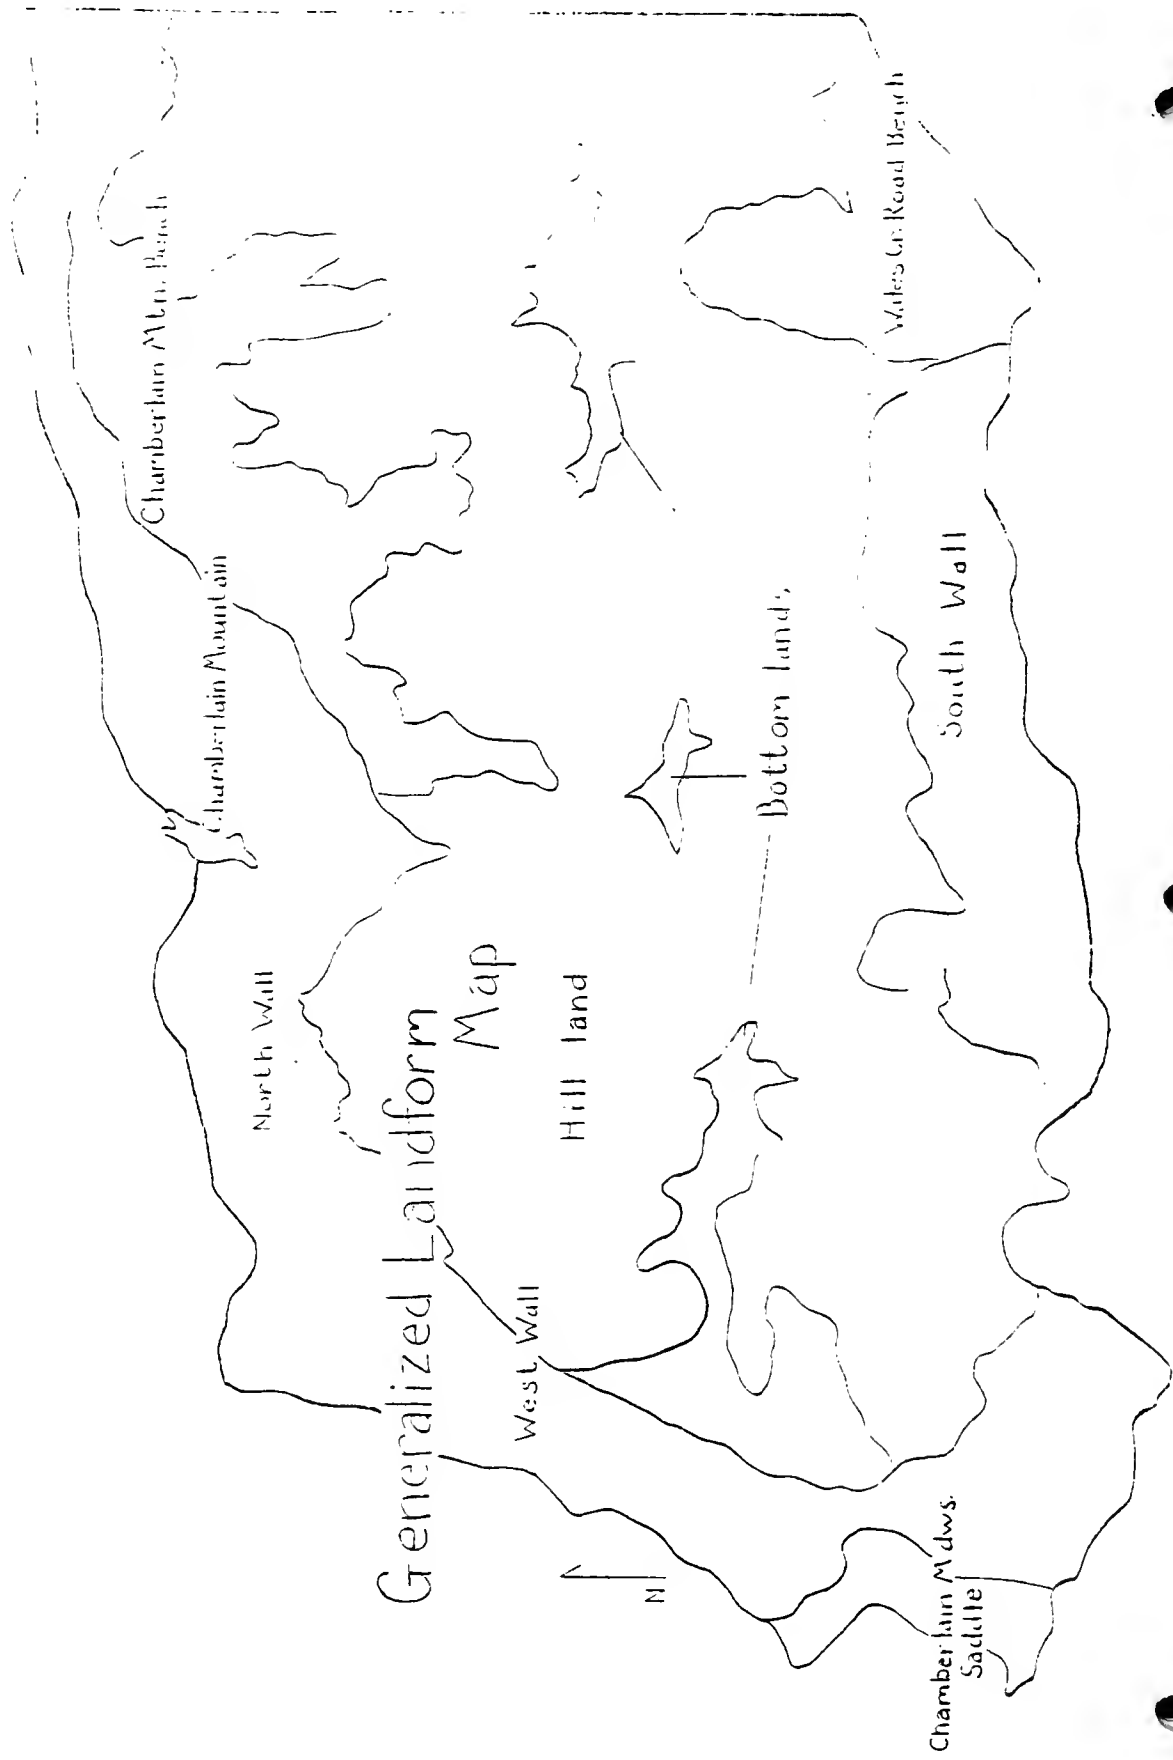 Generalized Landform
Map
Chamberlain Mtn. Bench
Chamberlain Mountain
North Wall
West Wall
Hill land
Bottom lands
South Wall
Wales Cr. Road Bench
Chamberlain Mdws.
Saddle
N